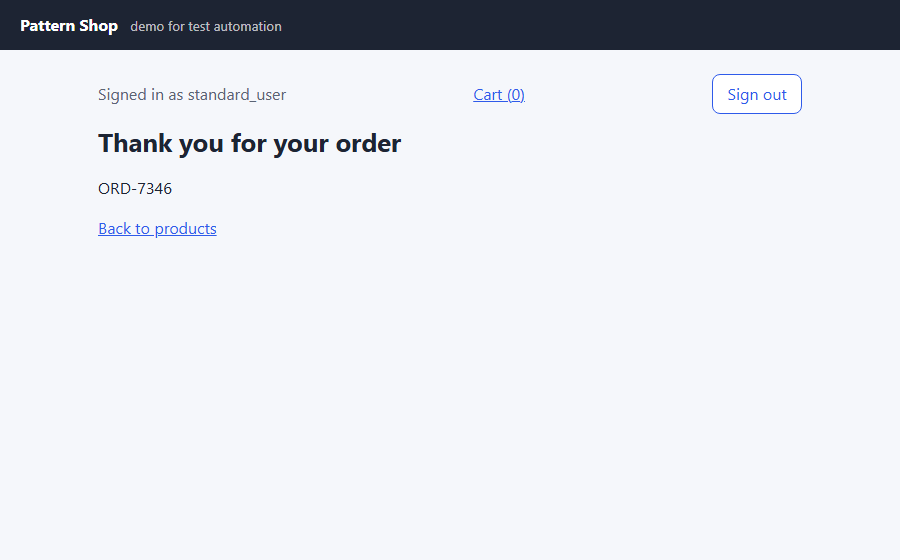 Pattern Shop demo for test automation
Signed in as standard_user Cart (0) Sign out
Thank you for your order
ORD-7346
Back to products